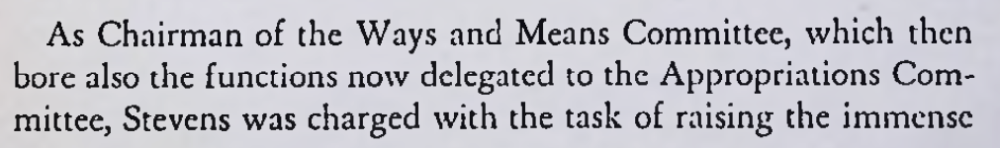 As Chairman of the Ways and Means Committee, which then
bore also the functions now delegated to the Appropriations Com-
mittee, Stevens was charged with the task of raising the immense